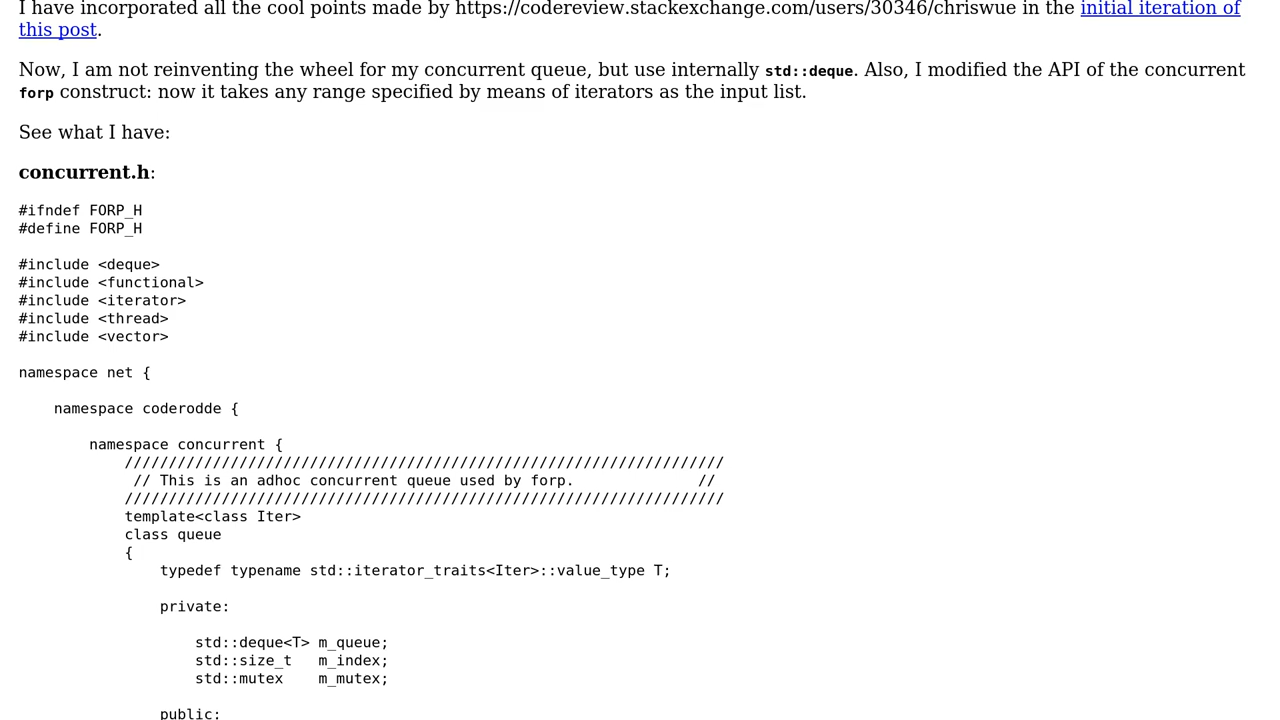 I have incorporated all the cool points made by https://codereview.stackexchange.com/users/30346/chriswue in the initial iteration of
this post.
Now, I am not reinventing the wheel for my concurrent queue, but use internally std::deque. Also, I modified the API of the concurrent
forp construct: now it takes any range specified by means of iterators as the input list.
See what I have:
concurrent.h:
#ifndef FORP_H
#define FORP_H
#include <deque>
#include <functional>
#include <iterator>
#include <thread>
#include <vector>
namespace net {
namespace coderodde {
namespace concurrent {
////////////////////////////////////////////////////////////////////
// This is an adhoc concurrent queue used by forp.              //
////////////////////////////////////////////////////////////////////
template<class Iter>
class queue
{
typedef typename std::iterator_traits<Iter>::value_type T;
private:
std::deque<T> m_queue;
std::size_t   m_index;
std::mutex    m_mutex;
public: